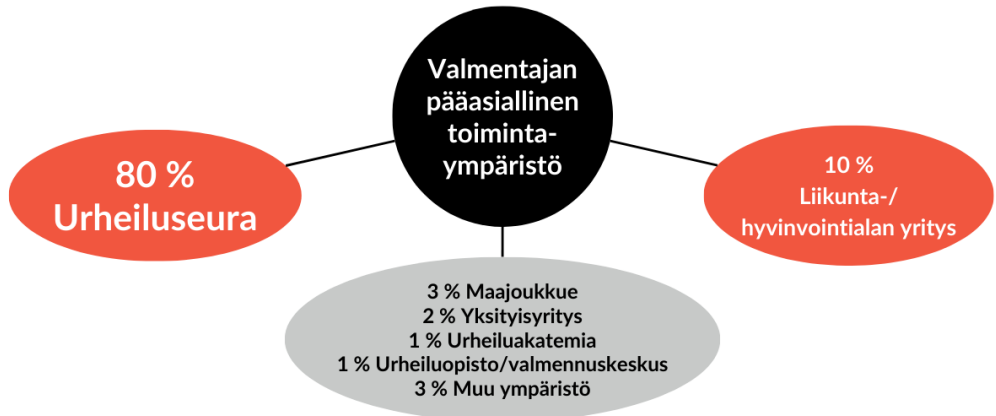 Valmentajan
pääasiallinen
toiminta-
ympäristö
80 %
Urheiluseura
10 %
Liikunta-/
hyvinvointialan yritys
3 % Maajoukkue
2 % Yksityisyritys
1 % Urheiluakatemia
1 % Urheiluopisto/valmennuskeskus
3 % Muu ympäristö